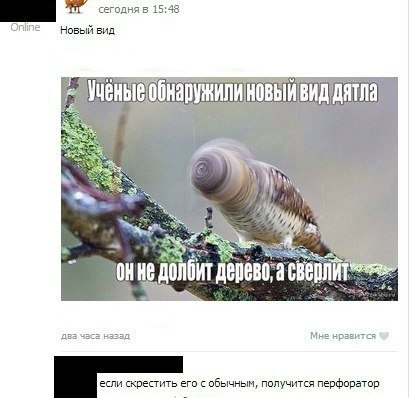 сегодня в 15:48
Online
Новый вид
Учёные обнаружили новый вид дятла
он не долбит дерево, а сверлит
два часа назад
Мне нравится
если скрестить его с обычным, получится перфоратор